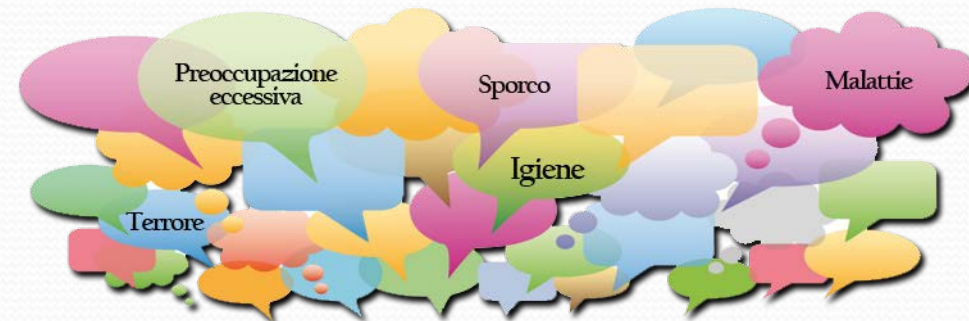 Preoccupazione
eccessiva
Sporco
Malattie
Igiene
Terrore